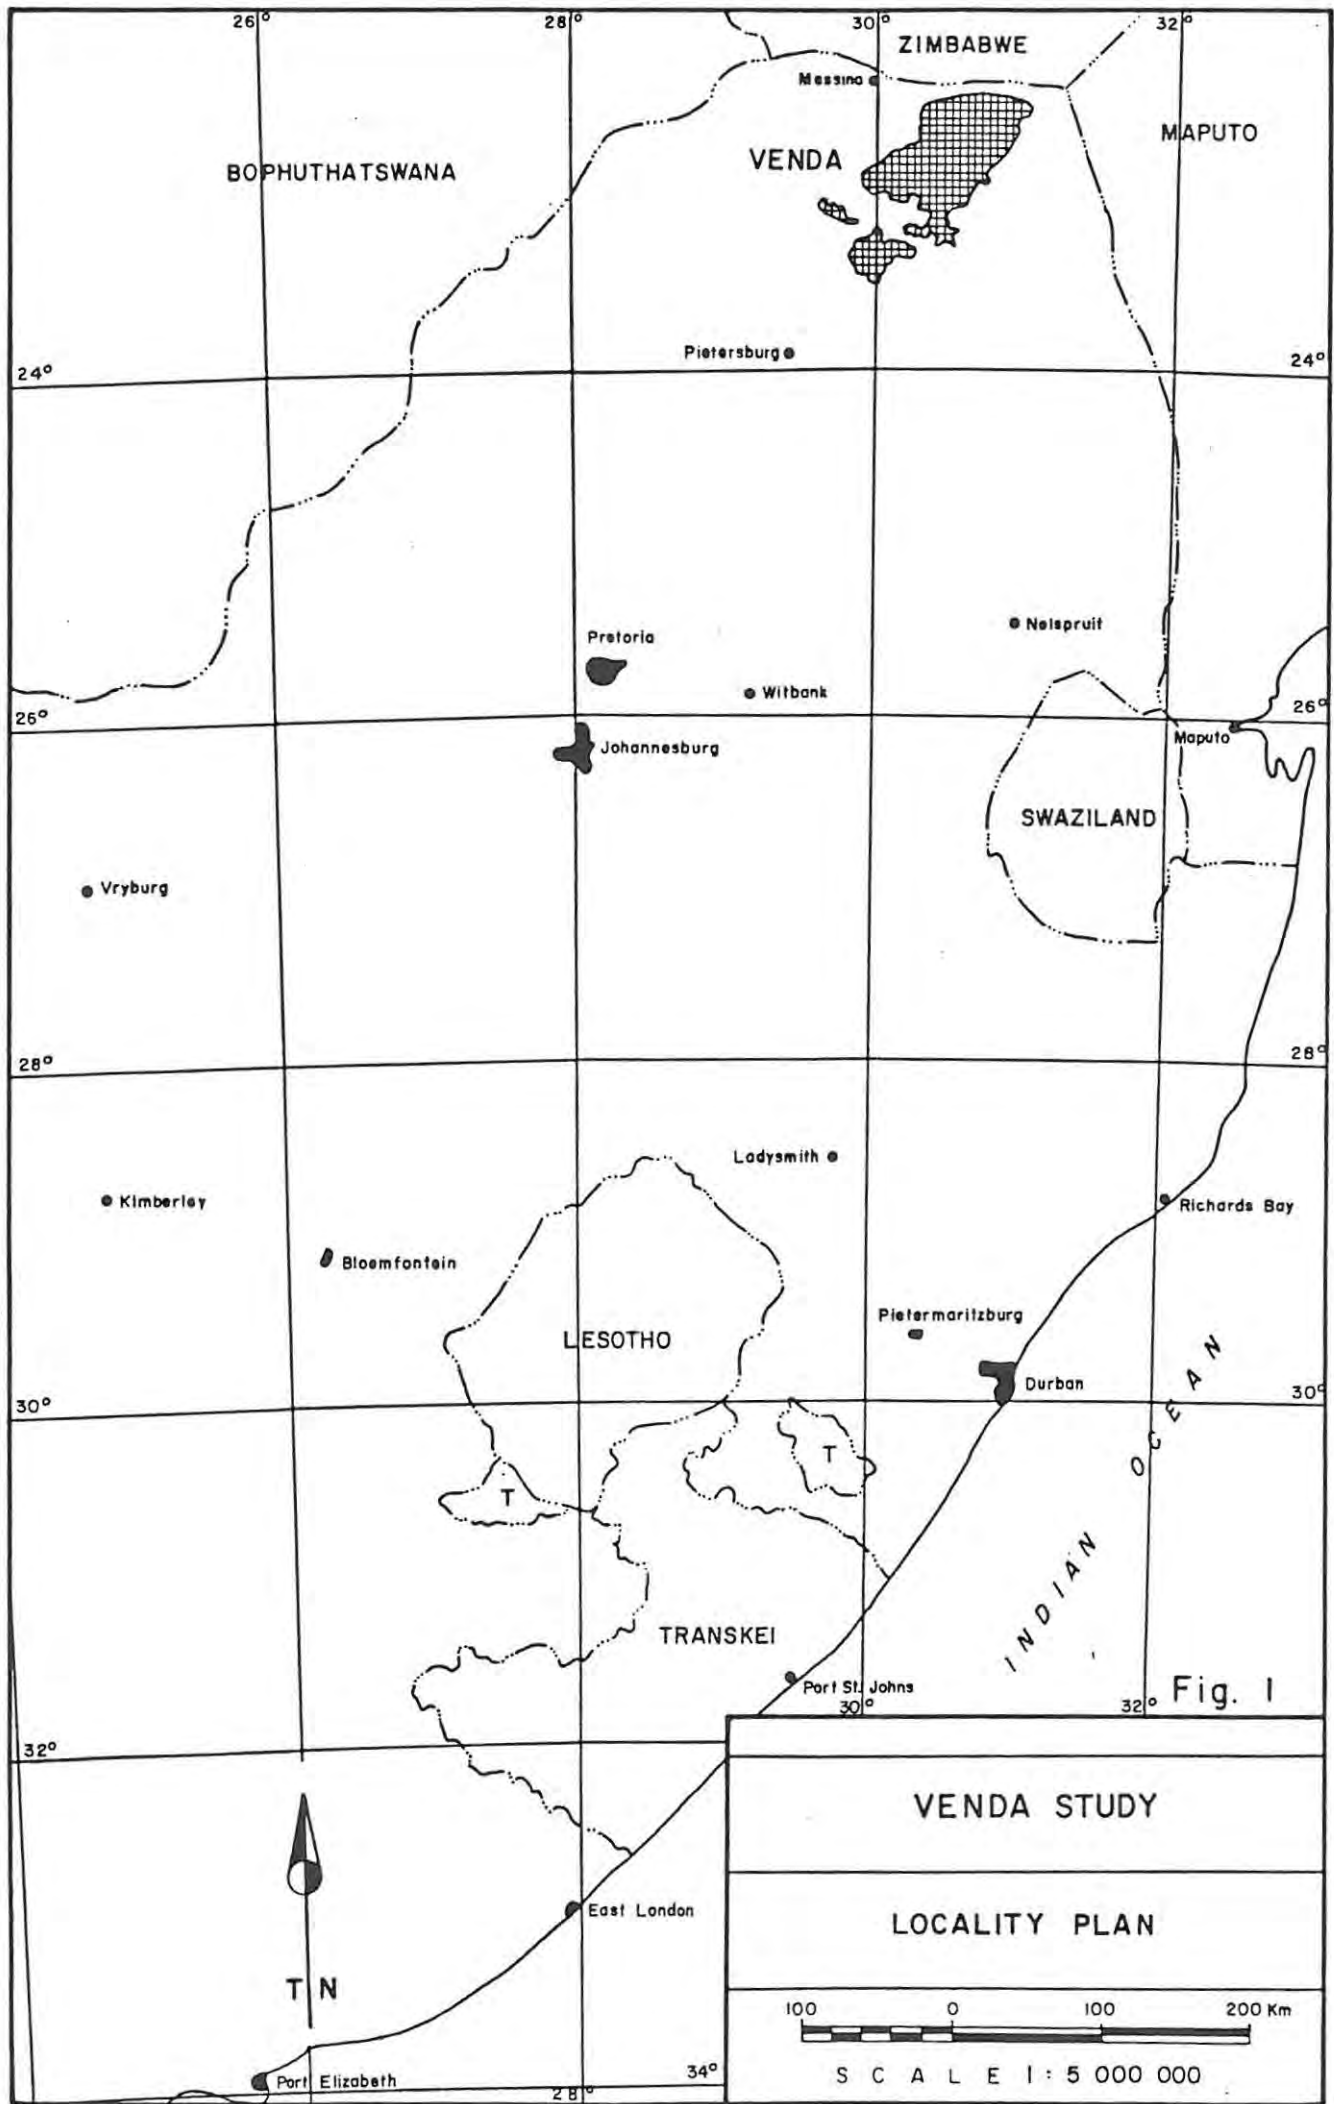 26° 28° 30° 32°
ZIMBABWE
Messina
MAPUTO
VENDA
BOPHUTHATSWANA
Pietersburg
24° 24°
Nelspruit
Pretoria
Witbank
26° 26°
Maputo
Johannesburg
SWAZILAND
Vryburg
28° 28°
Ladysmith
Kimberley
Richards Bay
Bloemfontein
Pietermaritzburg
LESOTHO
Durban
30° 30°
INDIAN OCEAN
T
T
TRANSKEI
Port St. Johns
30° 32°
Fig. 1
32°
VENDA STUDY
East London
LOCALITY PLAN
T N
100 0 100 200 Km
SCALE 1:5 000 000
34°
Port Elizabeth
28°